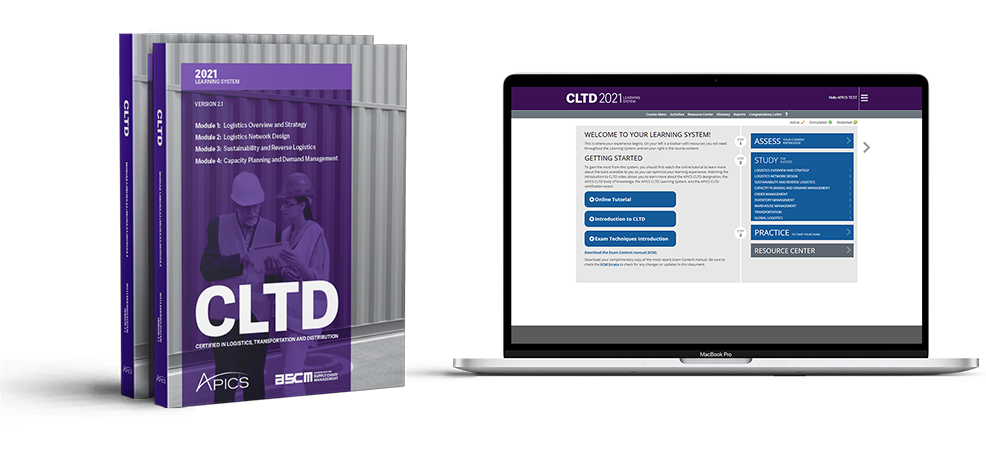 2021
LEARNING SYSTEM
VERSION 2.1
Module 1: Logistics Overview and Strategy
Module 2: Logistics Network Design
Module 3: Sustainability and Reverse Logistics
Module 4: Capacity Planning and Demand Management
CLTD
CERTIFIED IN LOGISTICS, TRANSPORTATION AND DISTRIBUTION
APICS
ascm
SUPPLY CHAIN
MANAGEMENT
CLTD
CLTD
APICS
CLTD 2021 LEARNING
SYSTEM
Hello APICS TEST
Course Menu Activities Resource Center Glossary Reports Congratulatory Letter ?
Active Completed Restarted
WELCOME TO YOUR LEARNING SYSTEM!
This is where your experience begins. On your left is a toolbar with resources you will need
throughout the Learning System, and on your right is the source content.
GETTING STARTED
To gain the most from this system, you should first watch the online tutorial to learn more
about the tools available to you so you can optimize your learning experience. Watching the
Introduction to CLTD video allows you to learn more about the APICS CLTD designation, the
APICS CLTD body of knowledge, the APICS CLTD Learning System, and the APICS CLTD
certification exam.
Online Tutorial
Introduction to CLTD
Exam Techniques Introduction
Download the Exam Content manual (ECM)
Download your complimentary copy of the most recent Exam Content manual. Be sure to
check the ECM Errata to check for any changes or updates to this document.
STEP
1
ASSESS YOUR CURRENT
KNOWLEDGE
STEP
2
STUDY FOR
SUCCESS
LOGISTICS OVERVIEW AND STRATEGY
LOGISTICS NETWORK DESIGN
SUSTAINABILITY AND REVERSE LOGISTICS
CAPACITY PLANNING AND DEMAND MANAGEMENT
ORDER MANAGEMENT
INVENTORY MANAGEMENT
WAREHOUSE MANAGEMENT
TRANSPORTATION
GLOBAL LOGISTICS
STEP
3
PRACTICE TO TAKE YOUR EXAM
RESOURCE CENTER
MacBook Pro